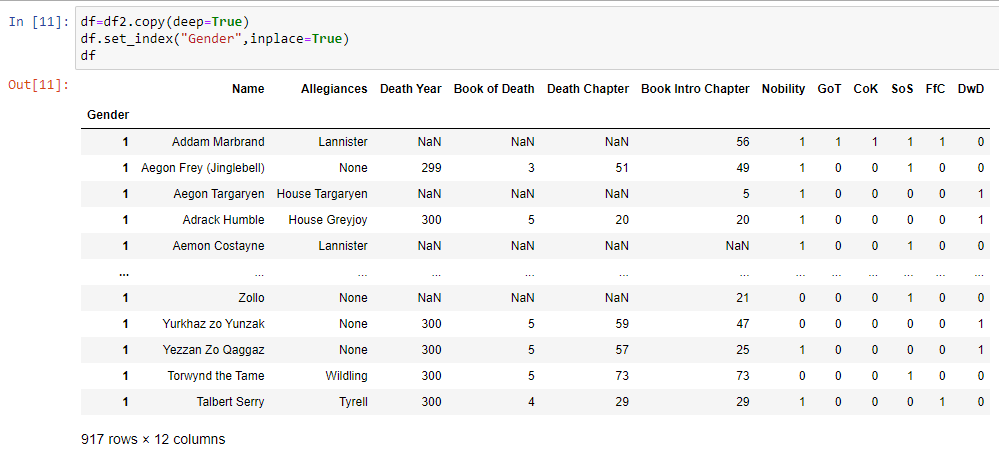 In [11]: df=df2.copy(deep=True)
df.set_index("Gender",inplace=True)
df
Out[11]:
Name Allegiances Death Year Book of Death Death Chapter Book Intro Chapter Nobility GoT CoK SoS FfC DwD
Gender
1 Addam Marbrand Lannister NaN NaN NaN 56 1 1 1 1 1 0
1 Aegon Frey (Jinglebell) None 299 3 51 49 1 0 0 1 0 0
1 Aegon Targaryen House Targaryen NaN NaN NaN 5 1 0 0 0 0 1
1 Adrack Humble House Greyjoy 300 5 20 20 1 0 0 0 0 1
1 Aemon Costayne Lannister NaN NaN NaN NaN 1 0 0 1 0 0
... ... ... ... ... ... ... ... ... ... ... ... ...
1 Zollo None NaN NaN NaN 21 0 0 0 1 0 0
1 Yurkhaz zo Yunzak None 300 5 59 47 0 0 0 0 0 1
1 Yezzan Zo Qaggaz None 300 5 57 25 1 0 0 0 0 1
1 Torwynd the Tame Wildling 300 5 73 73 0 0 0 1 0 0
1 Talbert Serry Tyrell 300 4 29 29 1 0 0 0 1 0
917 rows × 12 columns